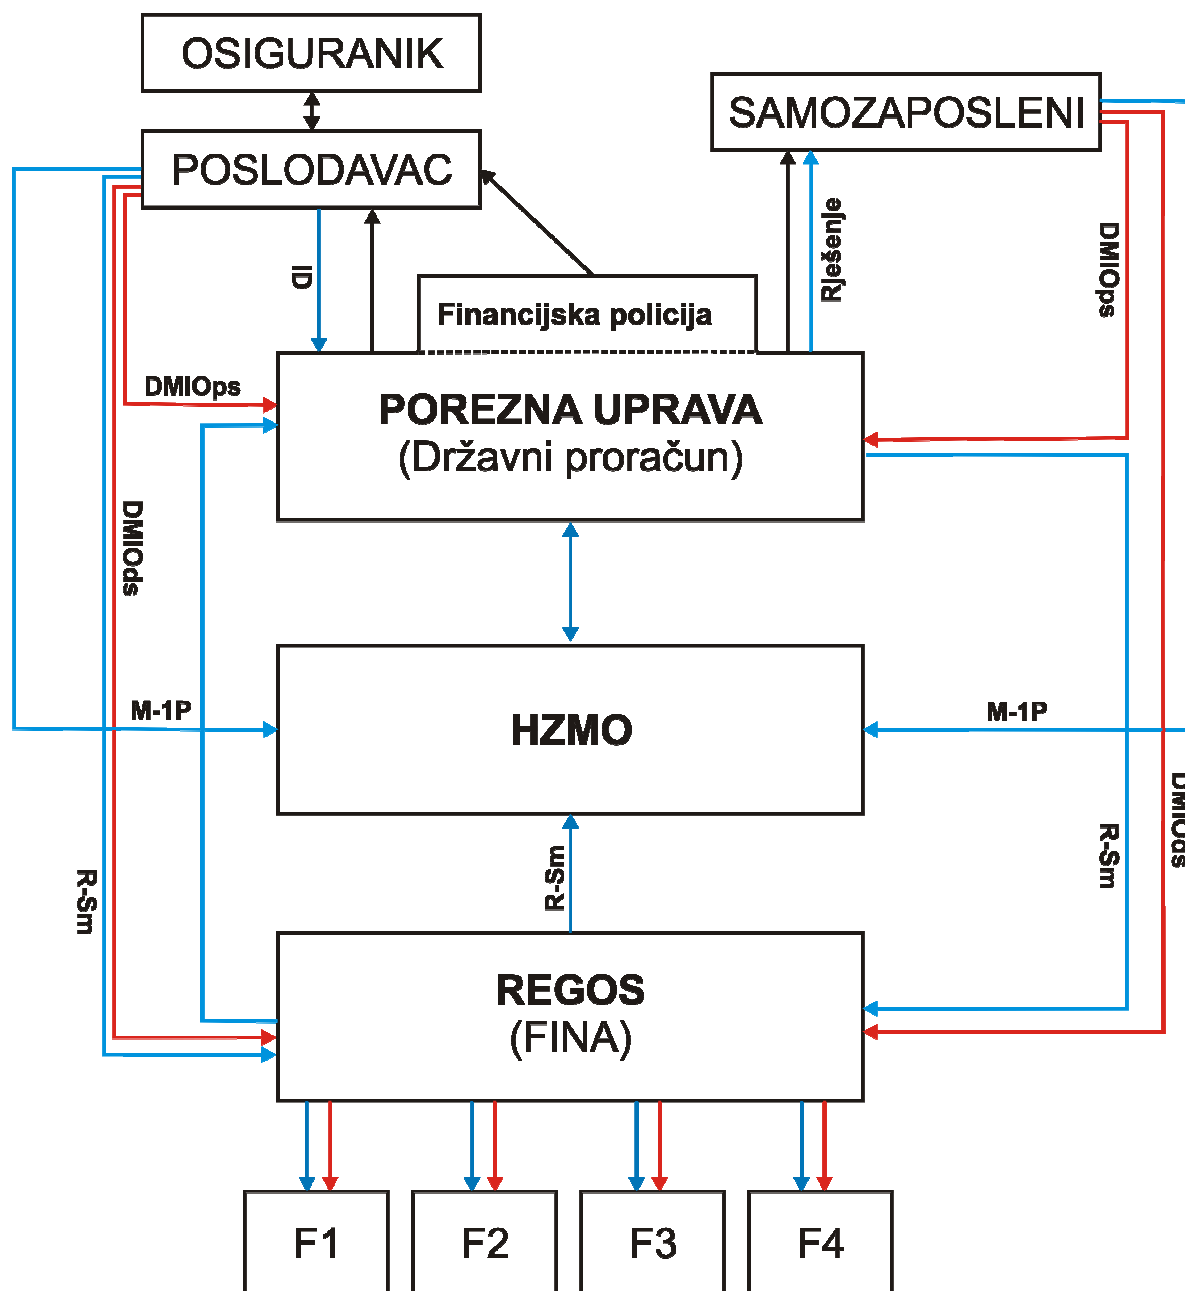 OSIGURANIK
SAMOZAPOSLENI
POSLODAVAC
ID
Rješenje
DMIOps
Financijska policija
DMIOps
POREZNA UPRAVA
(Državni proračun)
DMIOds
M-1P
HZMO
M-1P
DMIOds
R-Sm
R-Sm
R-Sm
REGOS
(FINA)
F1
F2
F3
F4